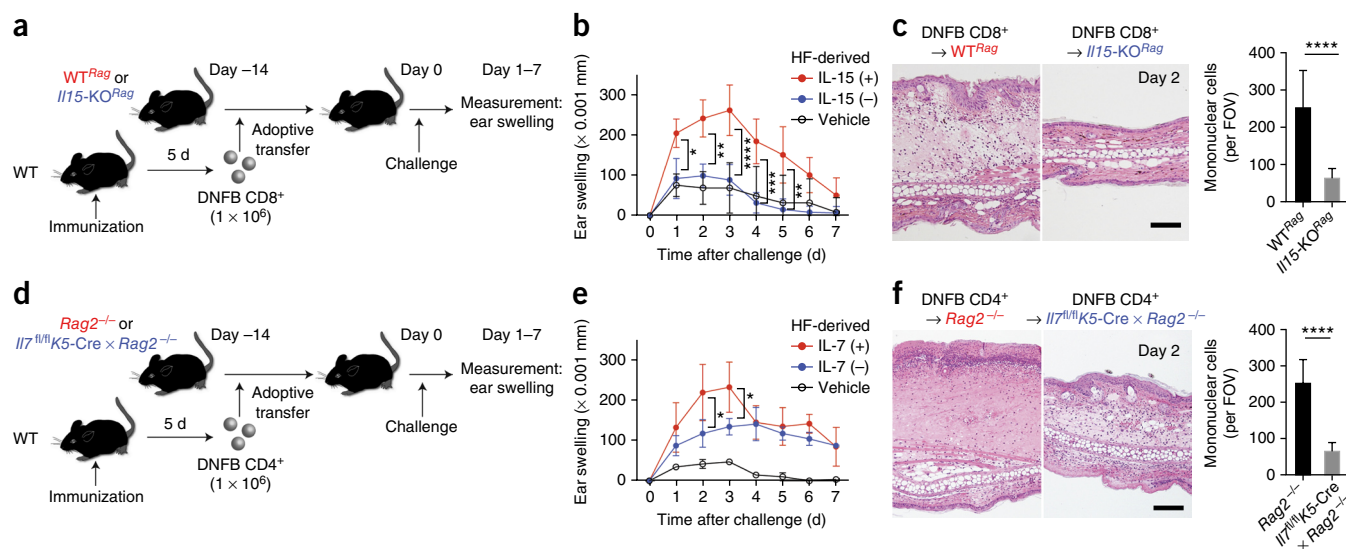 a
WT^Rag or
Il15-KO^Rag
Day –14
Day 0
Day 1–7
Measurement:
ear swelling
Adoptive
transfer
Challenge
WT
5 d
DNFB CD8+
(1 × 10^6)
Immunization
b
HF-derived
IL-15 (+)
IL-15 (–)
Vehicle
Ear swelling (× 0.001 mm)
300
200
100
0
*
**
****
***
**
0 1 2 3 4 5 6 7
Time after challenge (d)
c
DNFB CD8+
→ WT^Rag
DNFB CD8+
→ Il15-KO^Rag
Day 2
Mononuclear cells
(per FOV)
400
300
200
100
0
****
WT^Rag
Il15-KO^Rag
d
Rag2–/– or
Il7fl/flK5-Cre × Rag2–/–
Day –14
Day 0
Day 1–7
Measurement:
ear swelling
Adoptive
transfer
Challenge
WT
5 d
DNFB CD4+
(1 × 10^6)
Immunization
e
HF-derived
IL-7 (+)
IL-7 (–)
Vehicle
Ear swelling (× 0.001 mm)
300
200
100
0
*
*
0 1 2 3 4 5 6 7
Time after challenge (d)
f
DNFB CD4+
→ Rag2–/–
DNFB CD4+
→ Il7fl/flK5-Cre × Rag2–/–
Day 2
Mononuclear cells
(per FOV)
400
300
200
100
0
****
Rag2–/–
Il7fl/flK5-Cre
× Rag2–/–